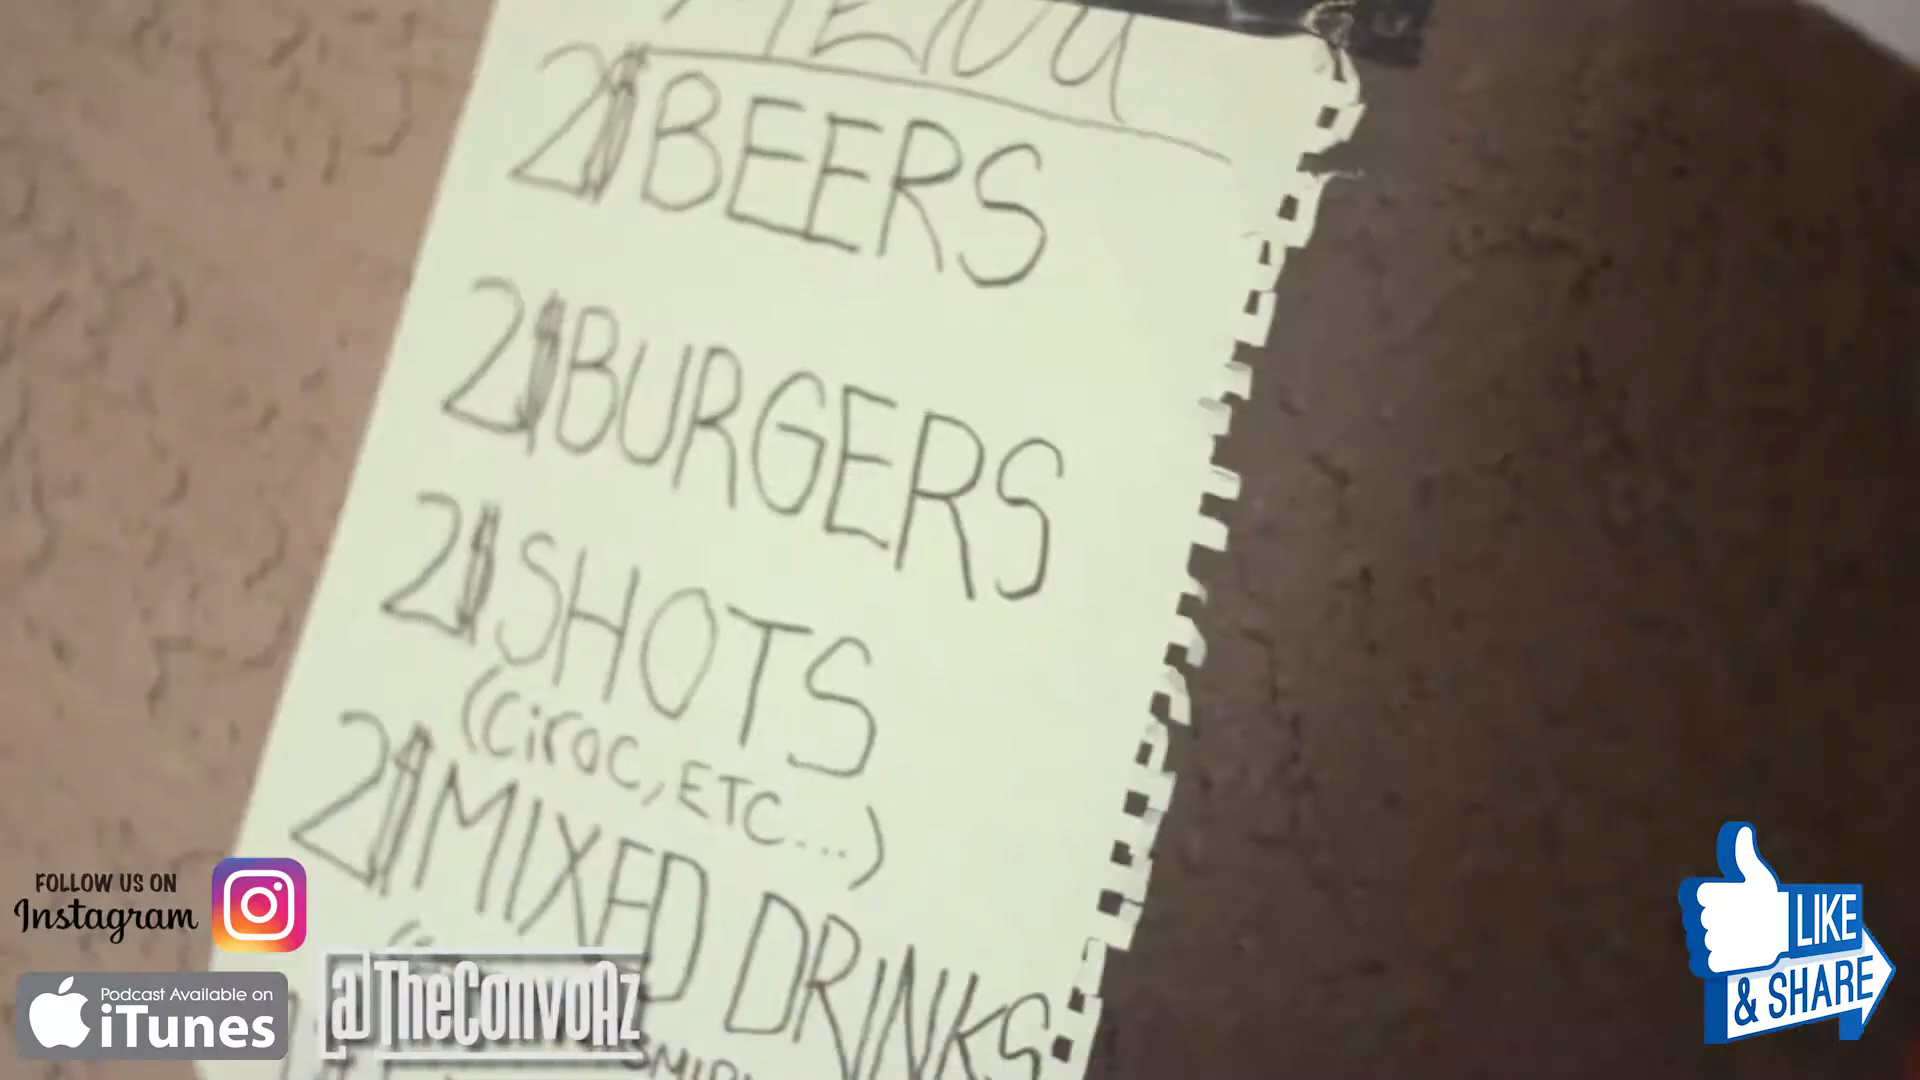 MENU
2$ BEERS
2$ BURGERS
2$ SHOTS
(Ciroc, ETC....)
2$ MIXED DRINKS
FOLLOW US ON
Instagram
Podcast Available on
iTunes
@TheConvoAz
LIKE
& SHARE